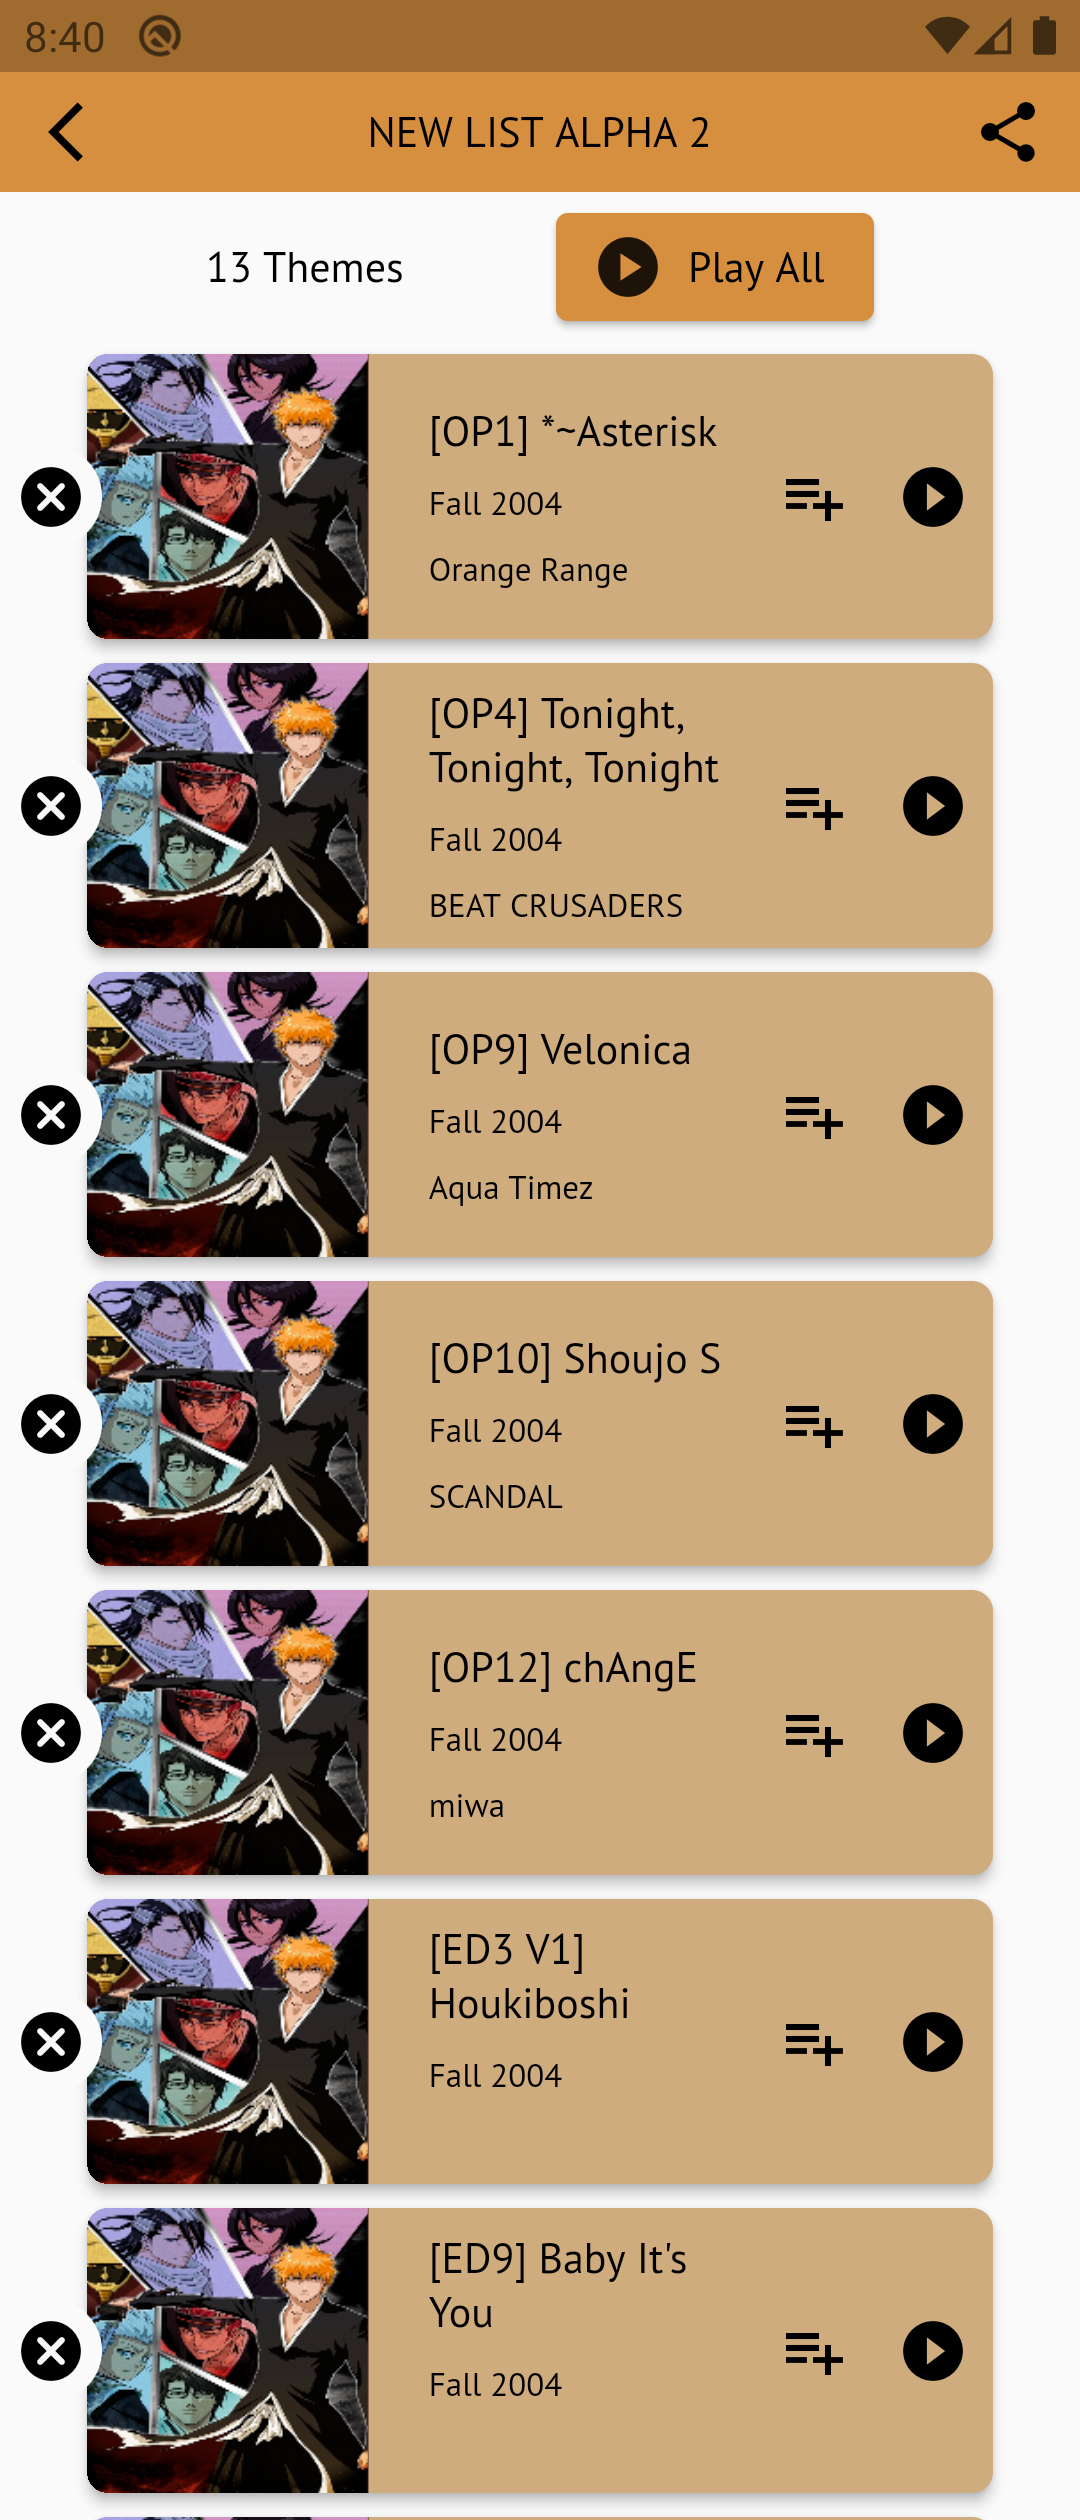 8:40
NEW LIST ALPHA 2
13 Themes
Play All
[OP1] *~Asterisk
Fall 2004
Orange Range
[OP4] Tonight,
Tonight, Tonight
Fall 2004
BEAT CRUSADERS
[OP9] Velonica
Fall 2004
Aqua Timez
[OP10] Shoujo S
Fall 2004
SCANDAL
[OP12] chAngE
Fall 2004
miwa
[ED3 V1]
Houkiboshi
Fall 2004
[ED9] Baby It's
You
Fall 2004